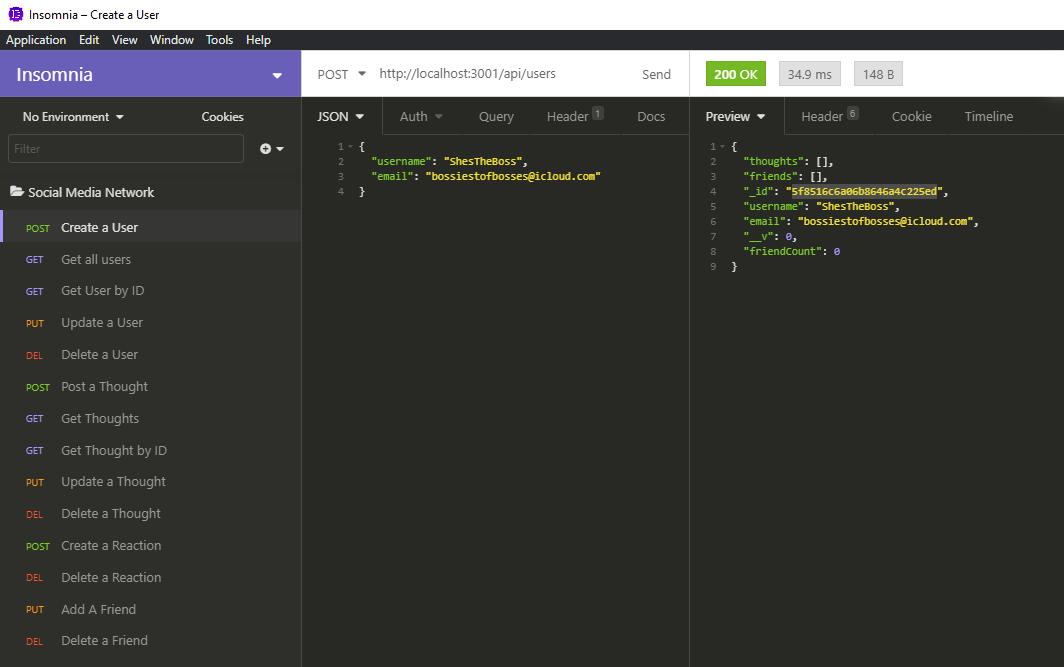 Insomnia – Create a User
Application Edit View Window Tools Help
Insomnia
POST http://localhost:3001/api/users Send
200 OK 34.9 ms 148 B
No Environment Cookies
Filter
Social Media Network
POST Create a User
GET Get all users
GET Get User by ID
PUT Update a User
DEL Delete a User
POST Post a Thought
GET Get Thoughts
GET Get Thought by ID
PUT Update a Thought
DEL Delete a Thought
POST Create a Reaction
DEL Delete a Reaction
PUT Add A Friend
DEL Delete a Friend
JSON Auth Query Header 1 Docs
1 {
2 "username": "ShesTheBoss",
3 "email": "bossiestofbosses@icloud.com"
4 }
Preview Header 6 Cookie Timeline
1 {
2 "thoughts": [],
3 "friends": [],
4 "_id": "5f8516c6a06b8646a4c225ed",
5 "username": "ShesTheBoss",
6 "email": "bossiestofbosses@icloud.com",
7 "__v": 0,
8 "friendCount": 0
9 }